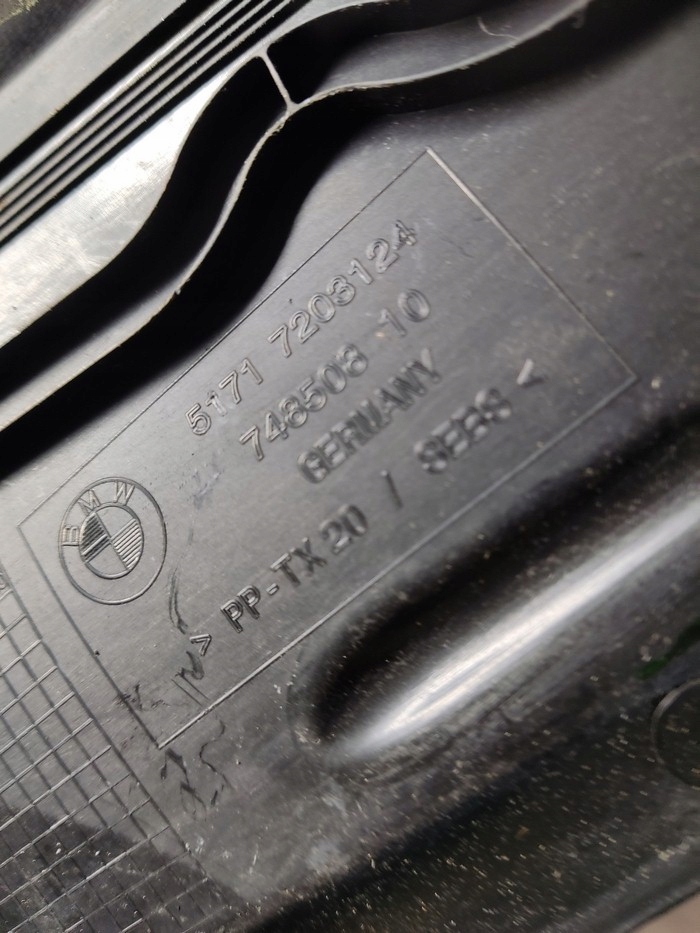 BMW
5171 7203124
748508 10
GERMANY
> PP-TX 20 / SEBS <